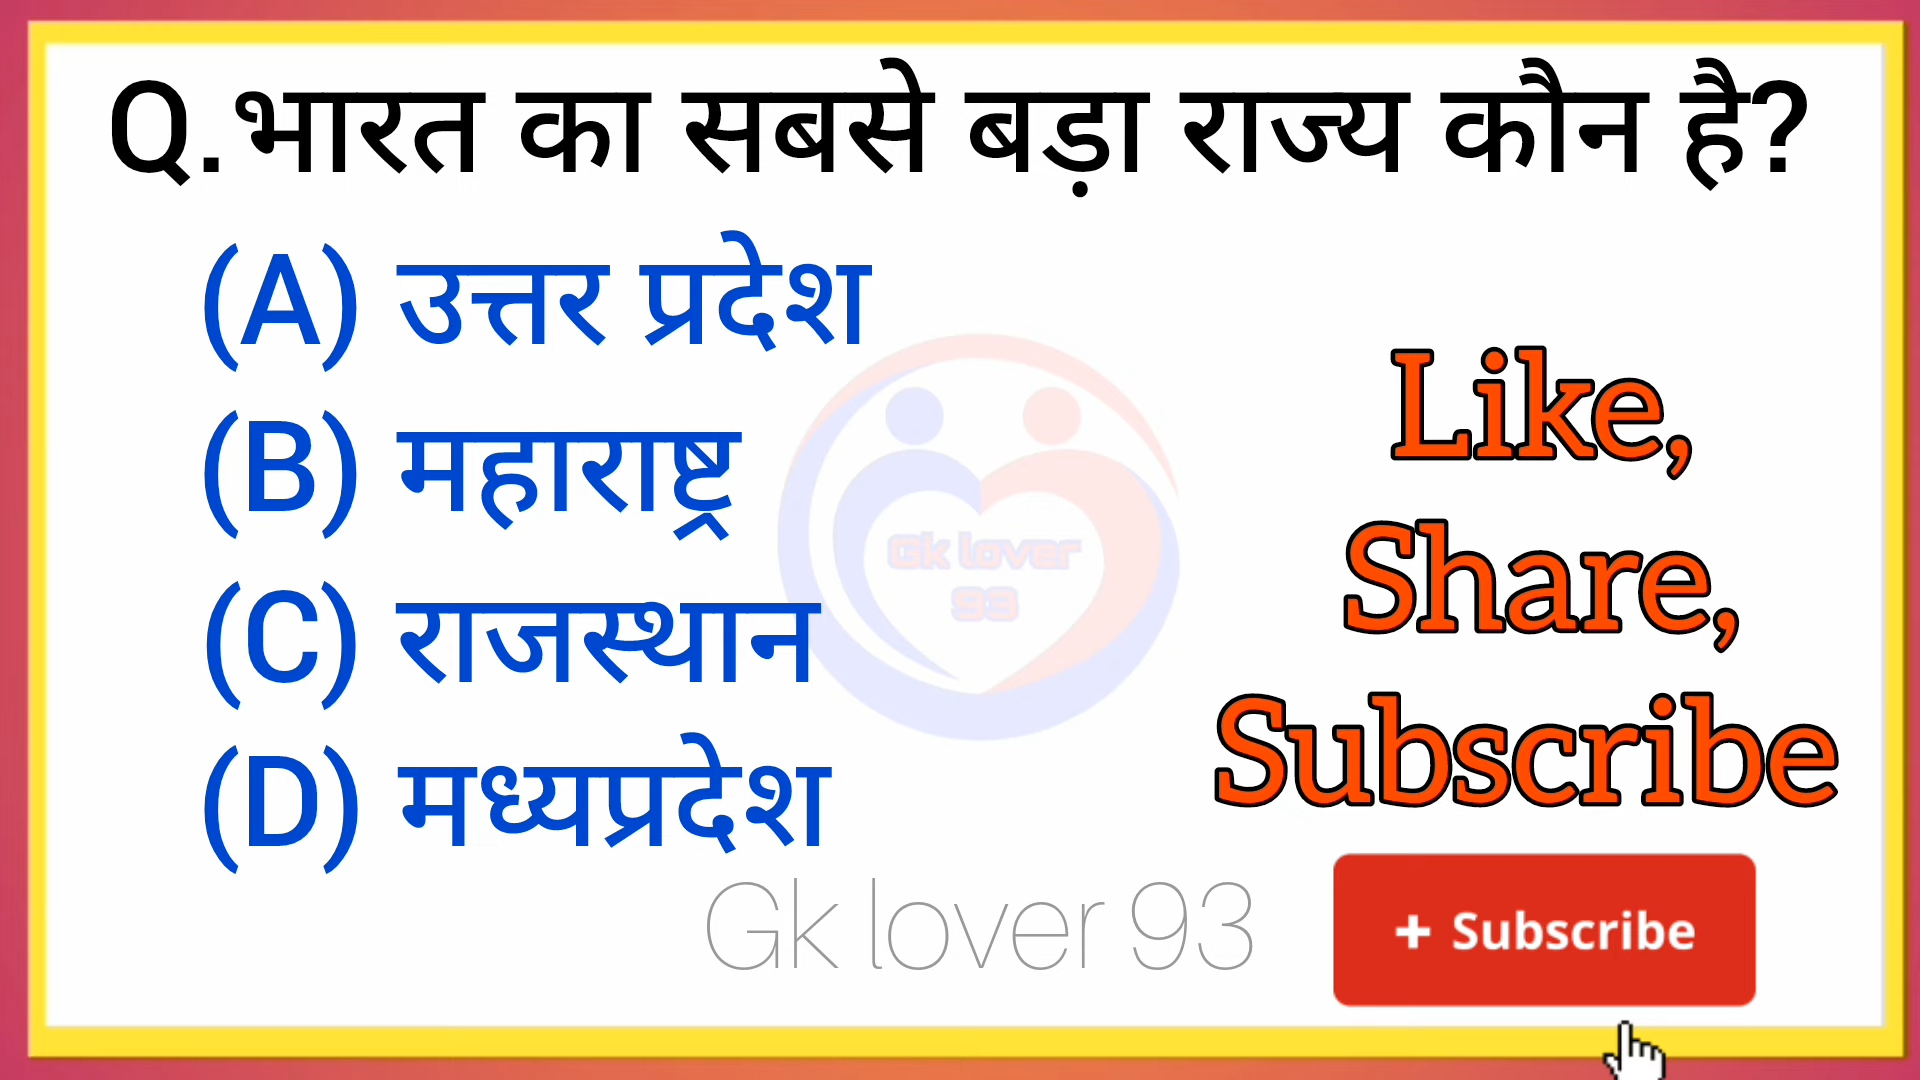 Q.भारत का सबसे बड़ा राज्य कौन है?
(A) उत्तर प्रदेश
(B) महाराष्ट्र
(C) राजस्थान
(D) मध्यप्रदेश
Gk lover
93
Like,
Share,
Subscribe
Gk lover 93
+ Subscribe